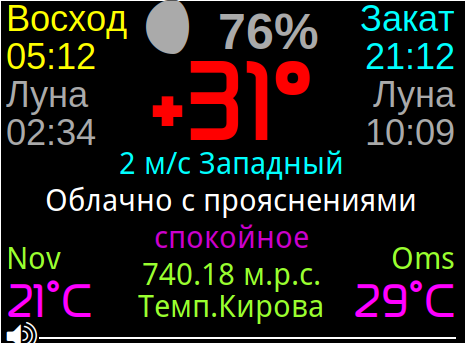 Восход
05:12
Луна
02:34
76%
+31°
Закат
21:12
Луна
10:09
2 м/с Западный
Облачно с прояснениями
спокойное
Nov
21°C
740.18 м.р.с.
Темп.Кирова
Oms
29°C